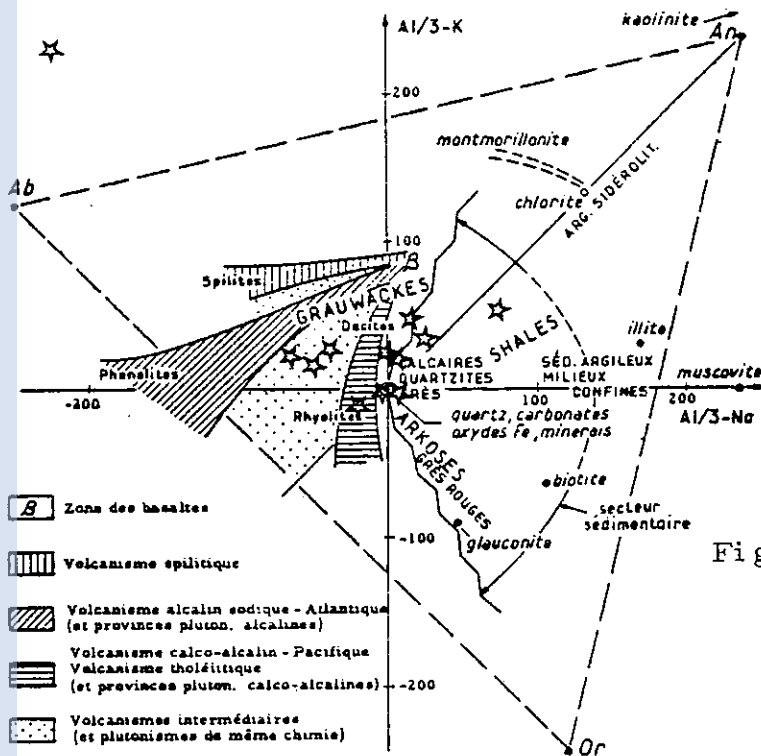 kaolinite
Al/3-K
An
200
montmorillonite
Ab
chlorite
ARG. SIDÉROLIT.
100
β
Spilites
GRAUWACKES
Dacites
SHALES
illite
Phonolites
CALCAIRES
QUARTZITES
GRÈS
SÉD. ARGILEUX
MILIEUX
CONFINES
muscovite
-200
100
200
Al/3-Na
Rhyolites
quartz, carbonates
oxydes Fe, minerais
ARKOSES
GRÈS ROUGES
biotite
secteur
sédimentaire
-100
glauconite
Fig
β Zone des basaltes
Volcanisme spilitique
Volcanisme alcalin sodique - Atlantique
(et provinces pluton. alcalines)
Volcanisme calco-alcalin - Pacifique
Volcanisme tholéiitique
(et provinces pluton. calco-alcalines)
-200
Volcanismes intermédiaires
(et plutonismes de même chimie)
Or